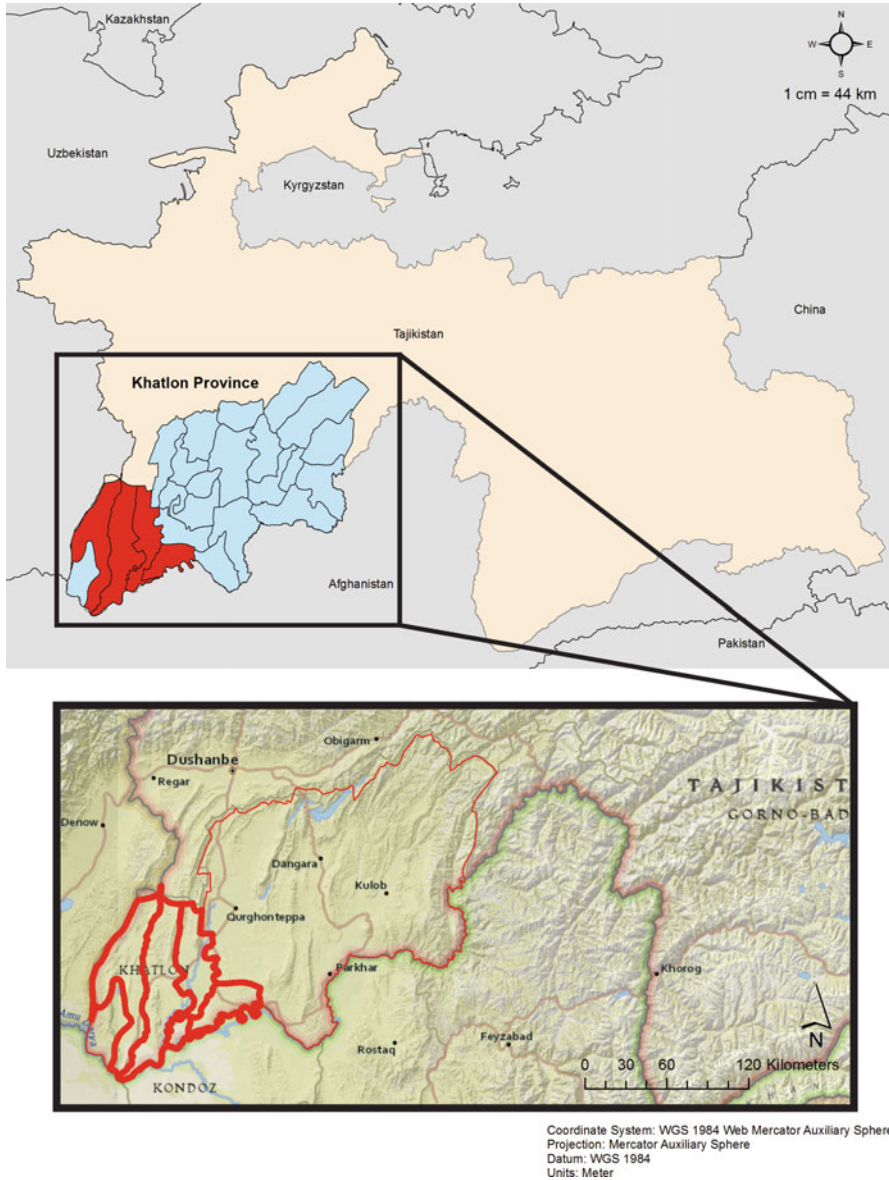 Kazakhstan
N
W E
S
1 cm = 44 km
Uzbekistan
Kyrgyzstan
China
Tajikistan
Khatlon Province
Afghanistan
Pakistan
Obigarm
Dushanbe
Regar
TAJIKIST
GORNO-BAD
Denow
Dangara
Kulob
Qurghonteppa
KHATLON
Parkhar
Khorog
Amu Darya
Rostaq
Feyzabad
N
KONDOZ
0 30 60 120 Kilometers
H A N
Coordinate System: WGS 1984 Web Mercator Auxiliary Sphere
Projection: Mercator Auxiliary Sphere
Datum: WGS 1984
Units: Meter